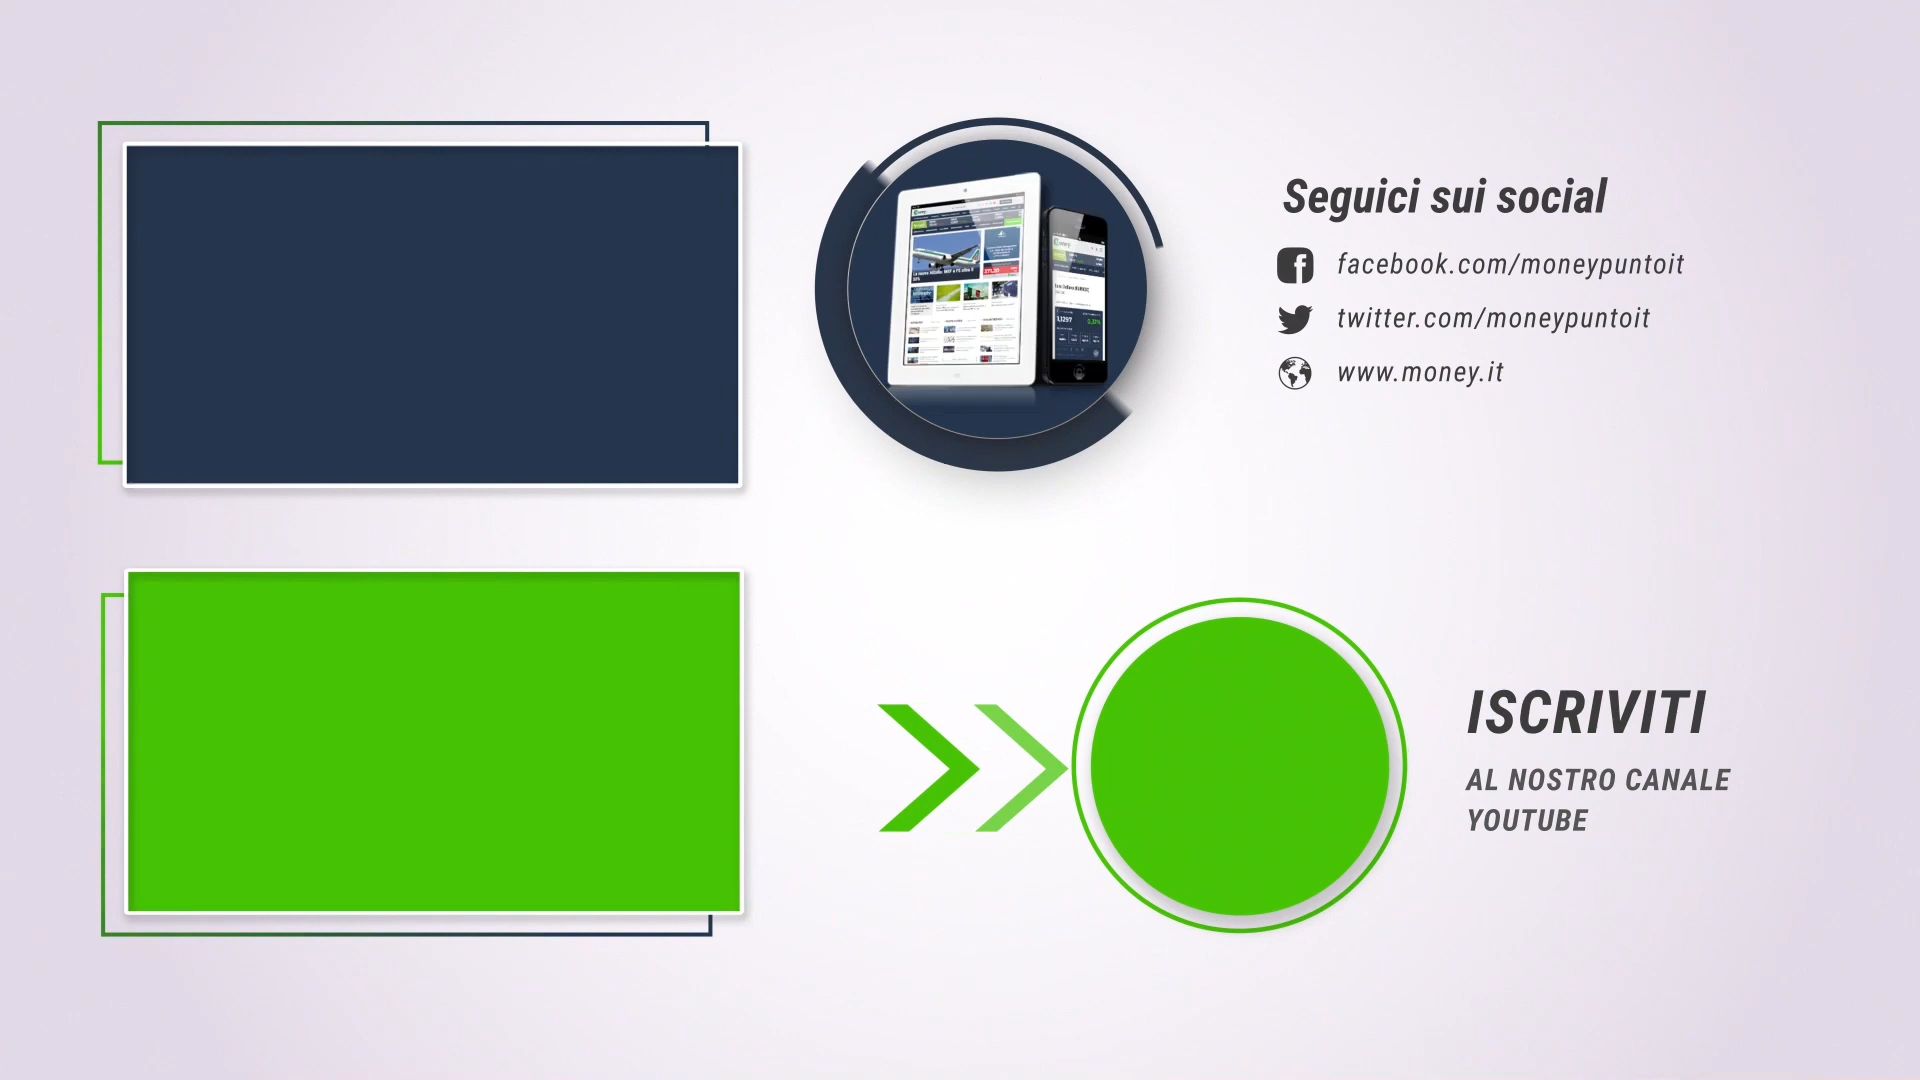 Seguici sui social
facebook.com/moneypuntoit
twitter.com/moneypuntoit
www.money.it
ISCRIVITI
AL NOSTRO CANALE
YOUTUBE